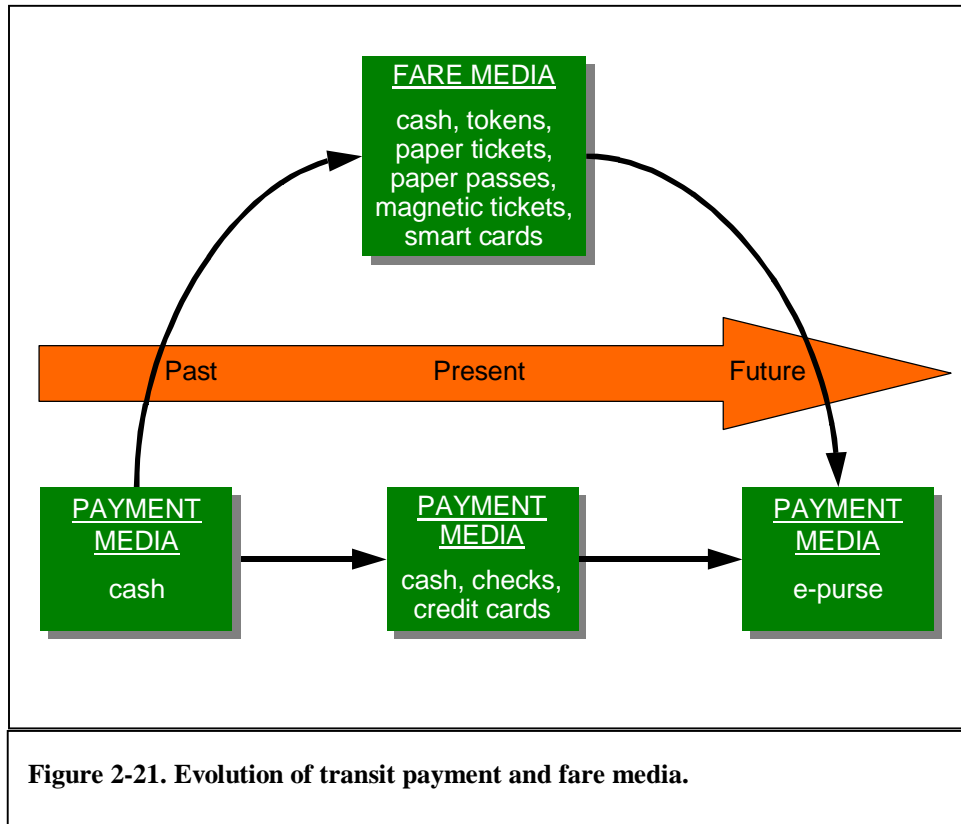 FARE MEDIA
cash, tokens,
paper tickets,
paper passes,
magnetic tickets,
smart cards
Past
Present
Future
PAYMENT
MEDIA
cash
PAYMENT
MEDIA
cash, checks,
credit cards
PAYMENT
MEDIA
e-purse
Figure 2-21. Evolution of transit payment and fare media.